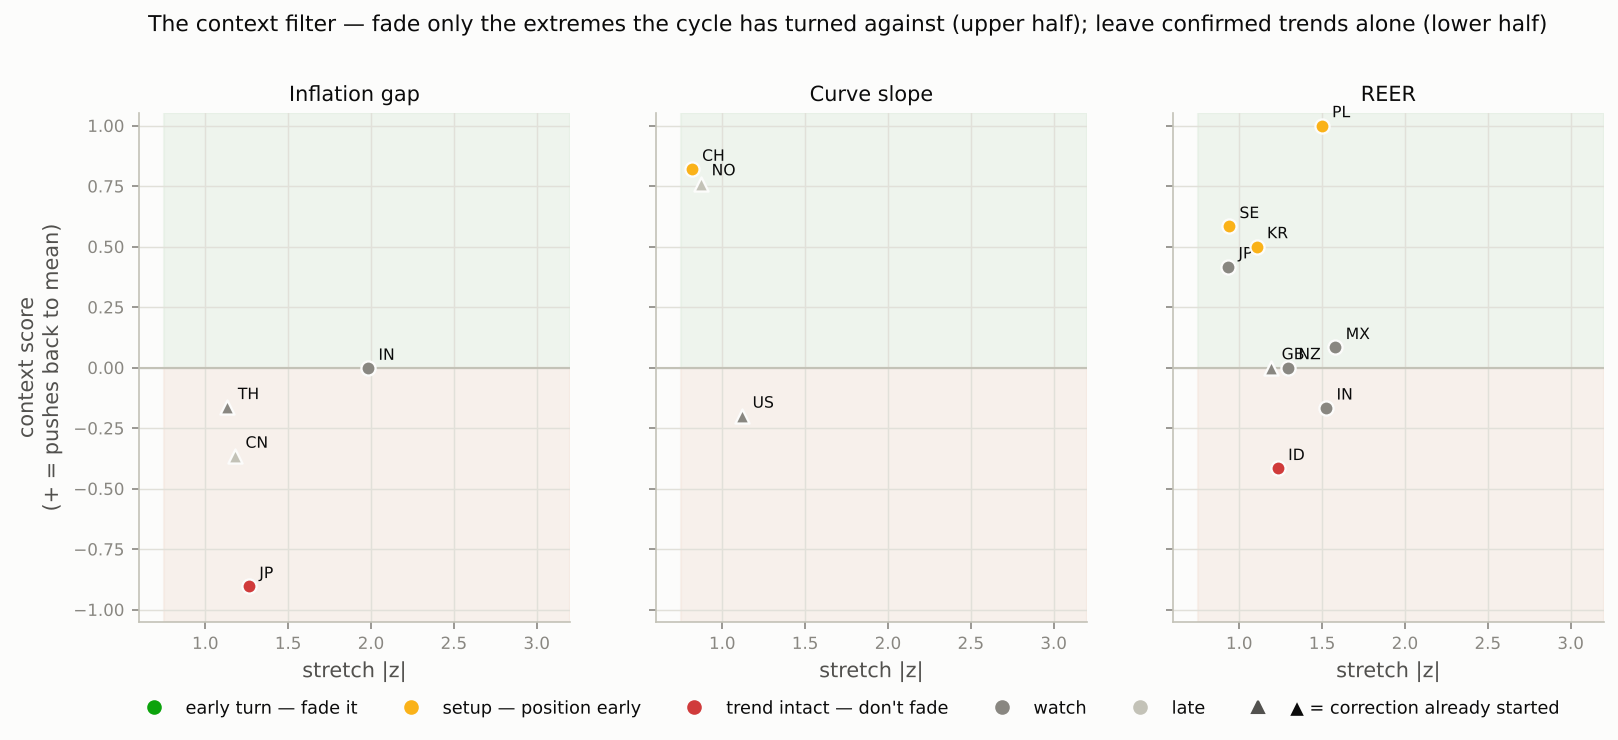 The context filter — fade only the extremes the cycle has turned against (upper half); leave confirmed trends alone (lower half)
Inflation gap
Curve slope
REER
context score
(+ = pushes back to mean)
1.00
0.75
0.50
0.25
0.00
−0.25
−0.50
−0.75
−1.00
IN
TH
CN
JP
1.0 1.5 2.0 2.5 3.0
stretch |z|
CH
NO
US
1.0 1.5 2.0 2.5 3.0
stretch |z|
PL
SE
KR
JP
MX
GB
NZ
IN
ID
1.0 1.5 2.0 2.5 3.0
stretch |z|
early turn — fade it setup — position early trend intact — don't fade watch late ▲ = correction already started